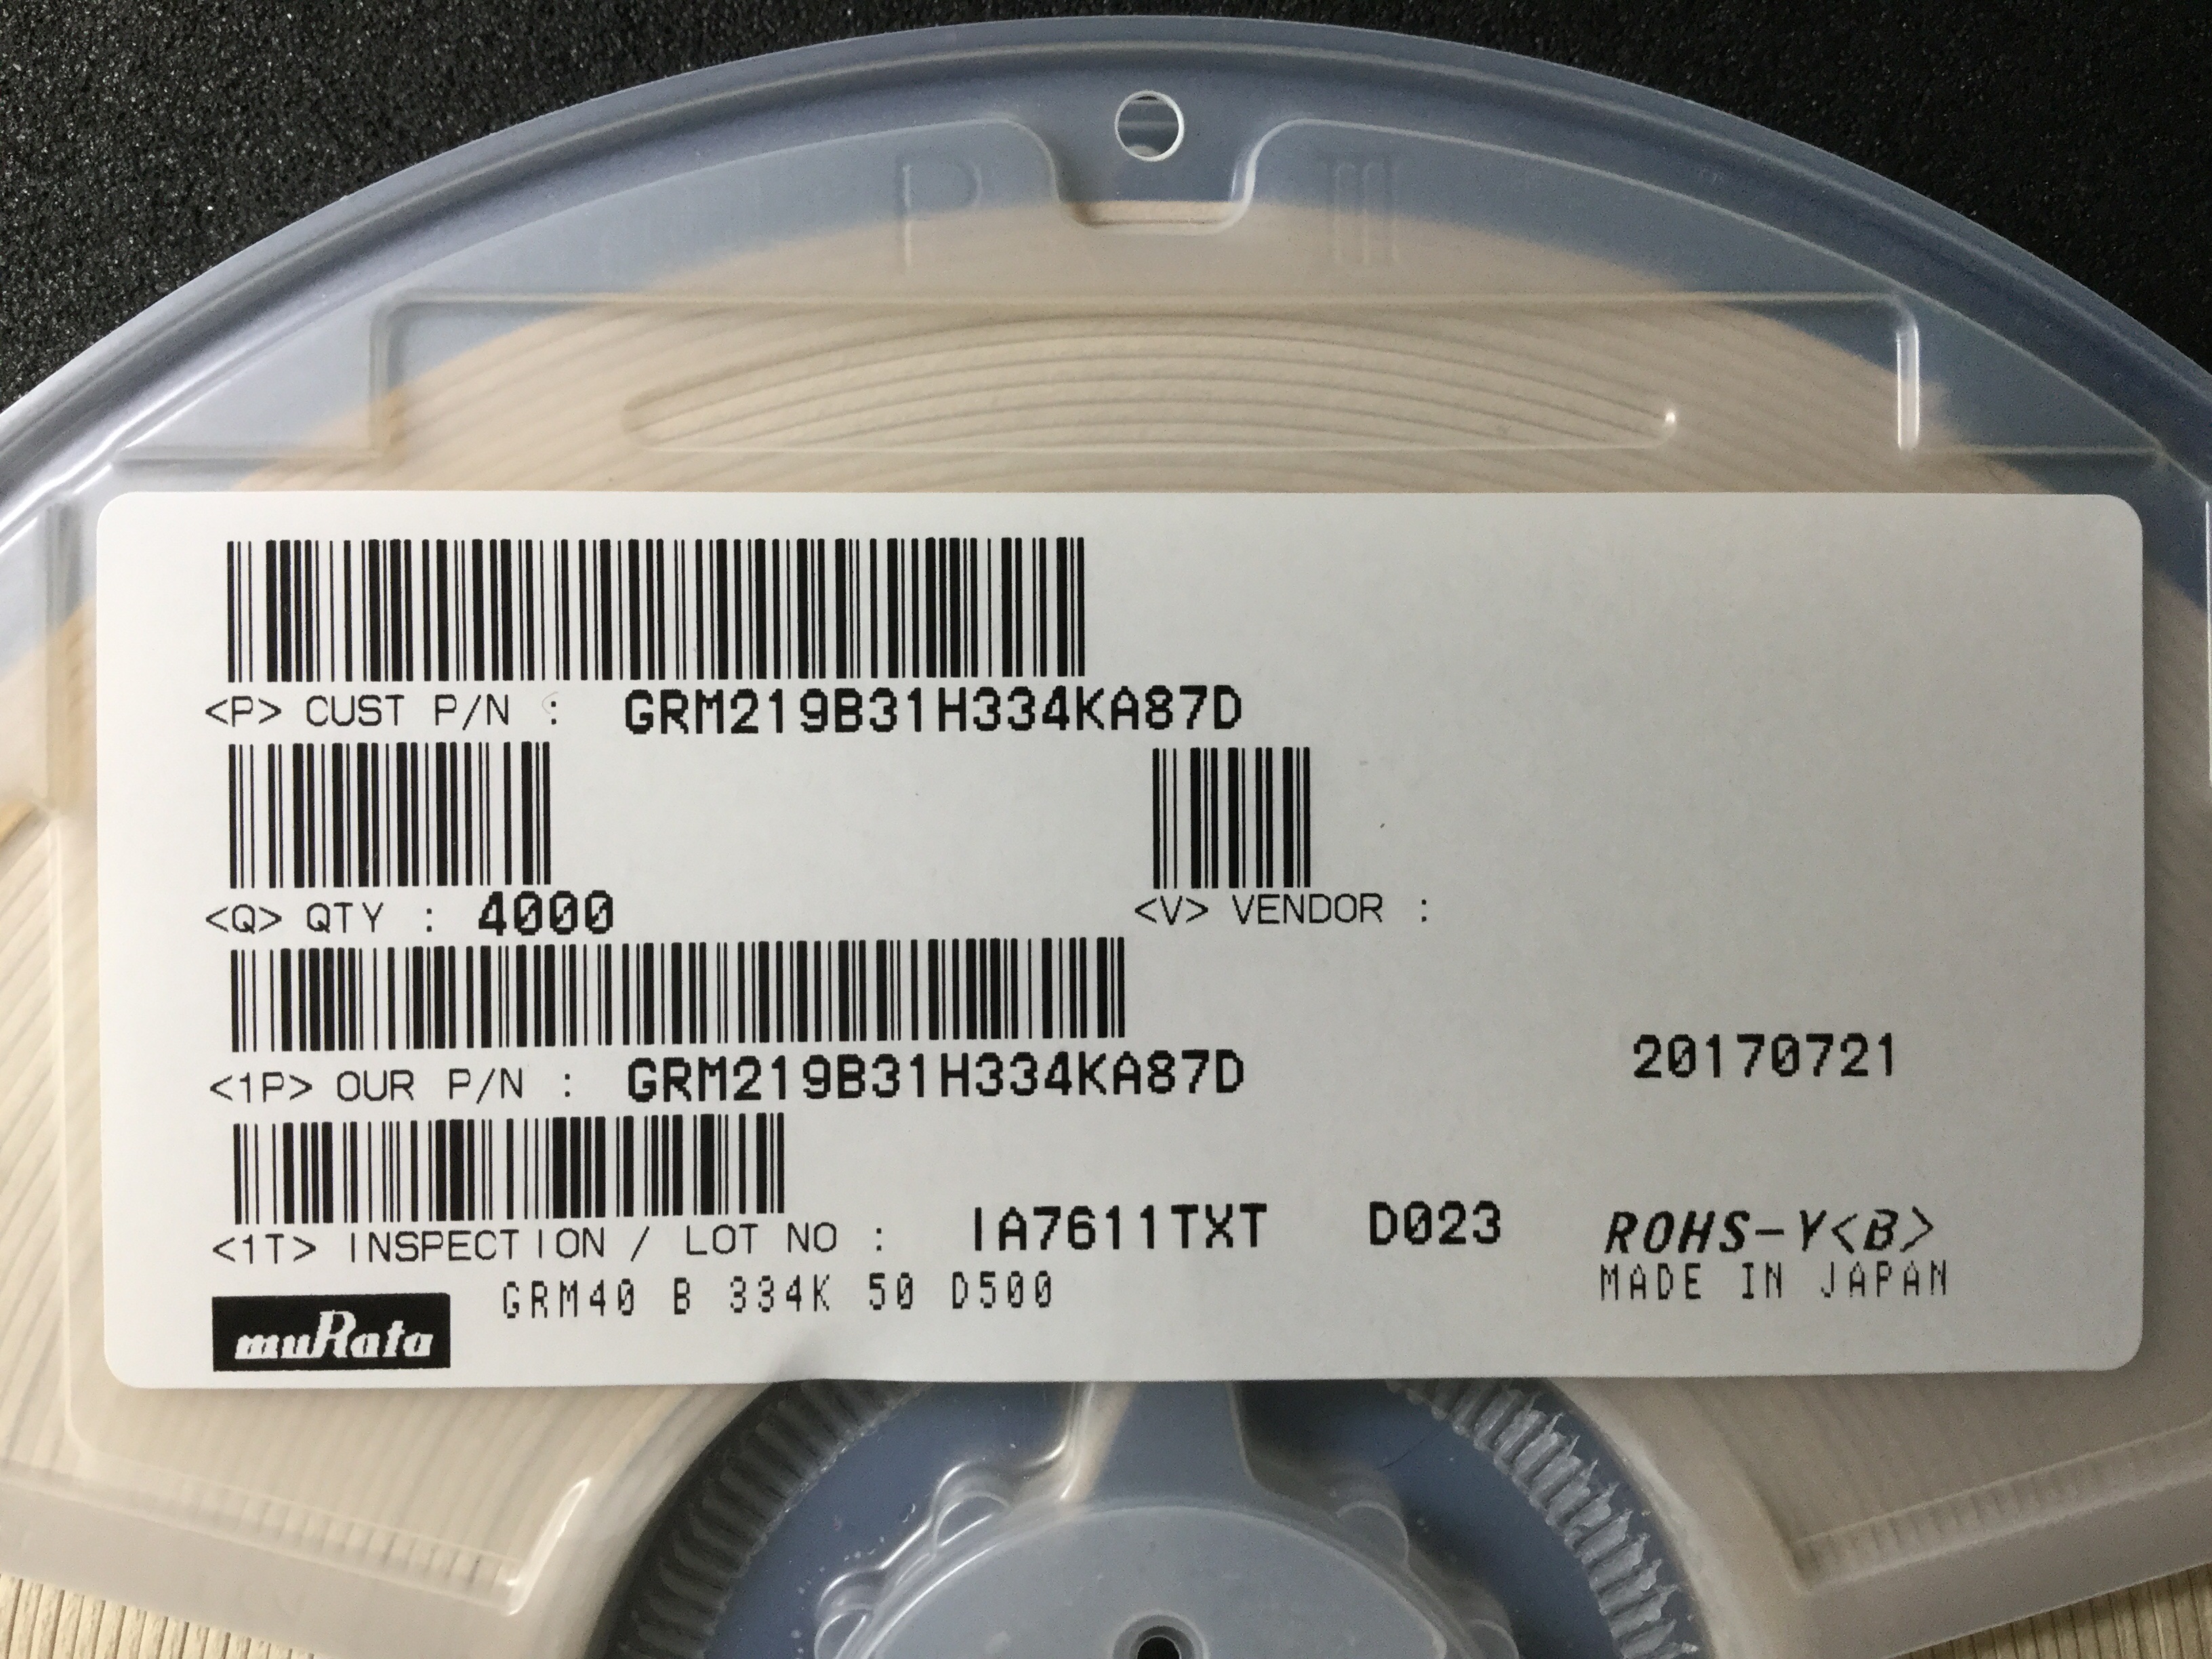 P III
<P> CUST P/N : GRM219B31H334KA87D
<Q> QTY : 4000 <V> VENDOR :
<1P> OUR P/N : GRM219B31H334KA87D 20170721
<1T> INSPECTION / LOT NO : IA7611TXT D023 ROHS-Y<B>
GRM40 B 334K 50 D500 MADE IN JAPAN
muRata